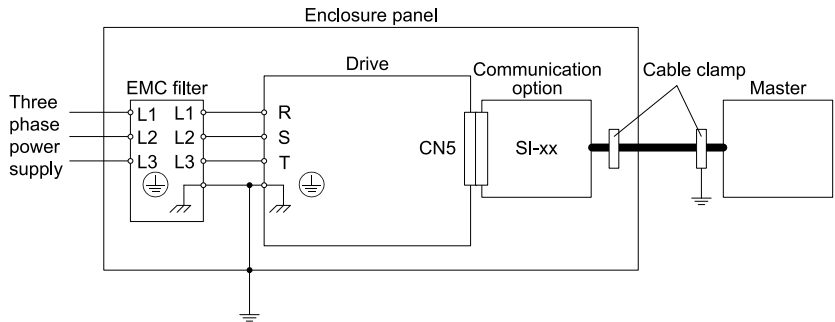 Enclosure panel
Drive
Communication
option
Cable clamp
Master
EMC filter
Three
phase
power
supply
L1 L1 R
L2 L2 S
L3 L3 T
CN5
SI-xx